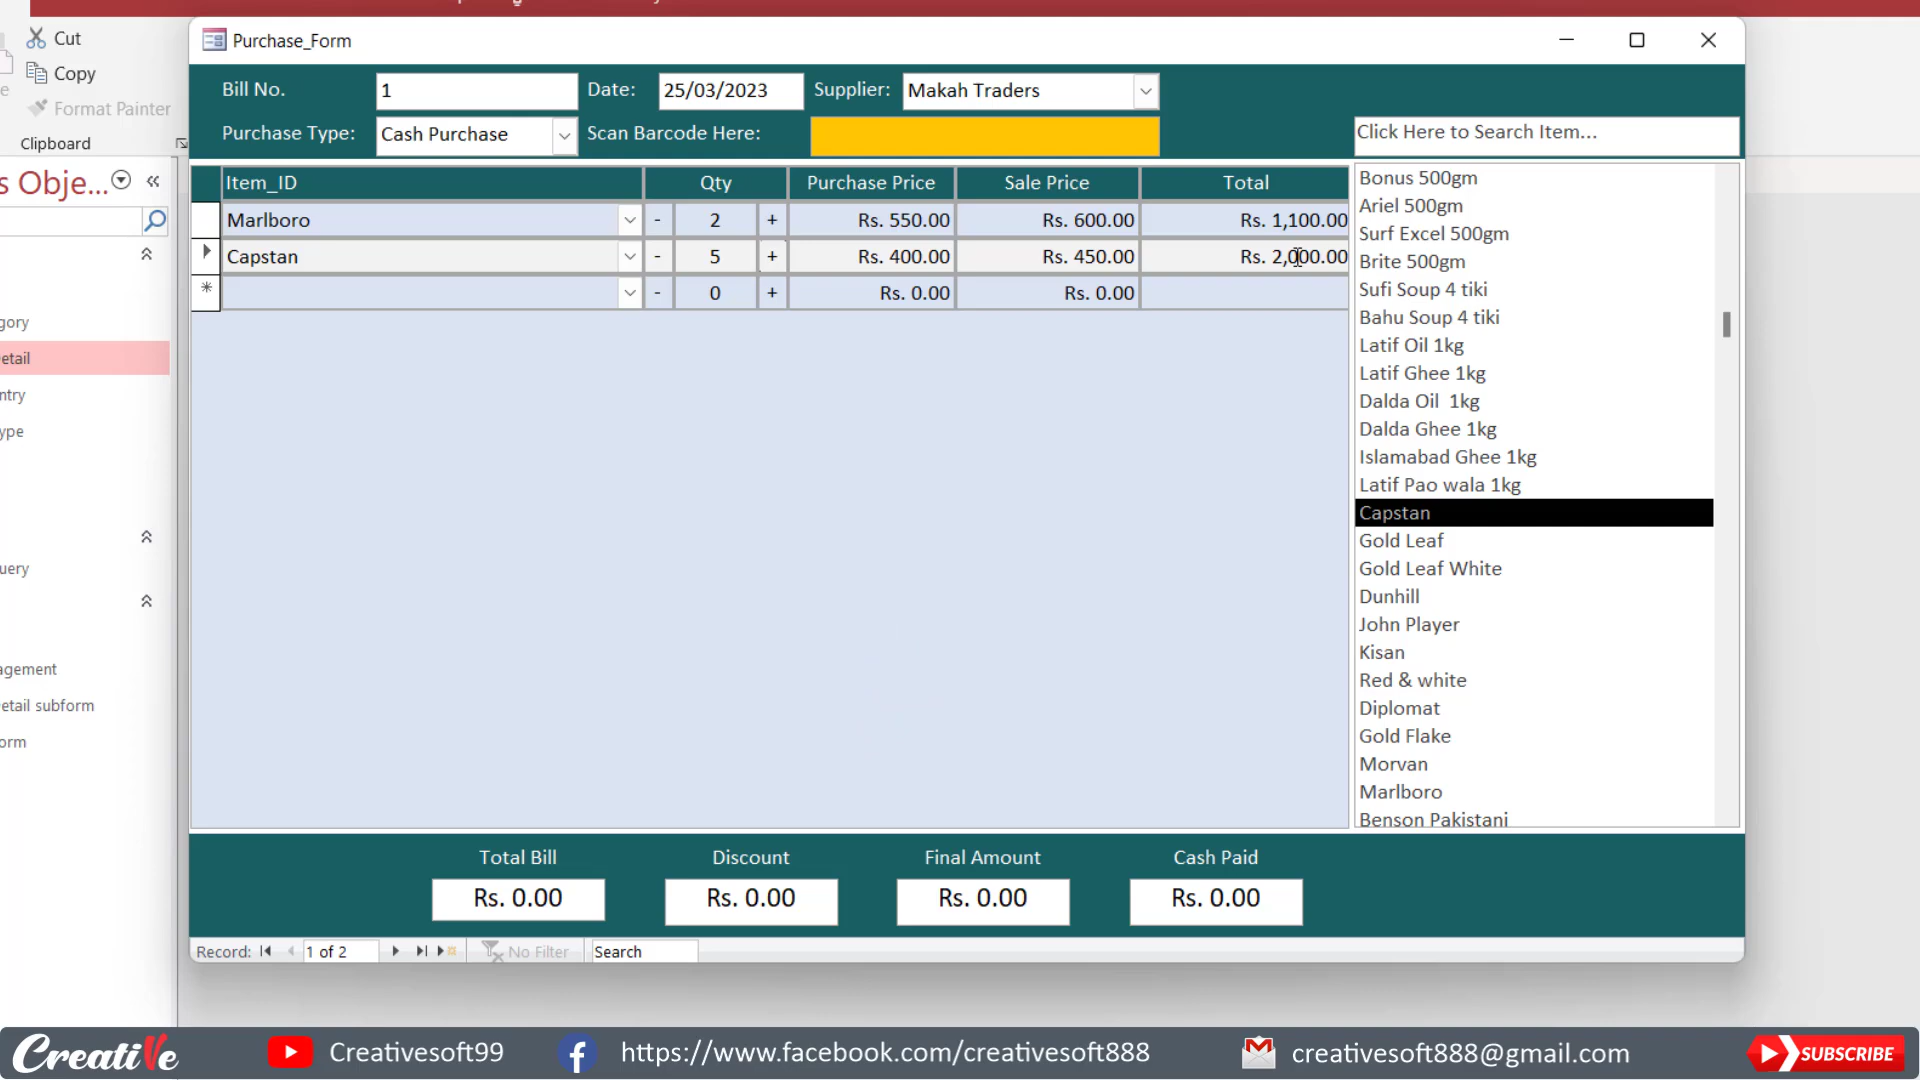 Cut
Copy
Format Painter
Clipboard
s Obje...
gory
etail
ntry
ype
uery
agement
etail subform
orm
Purchase_Form
Bill No. 1 Date: 25/03/2023 Supplier: Makah Traders
Purchase Type: Cash Purchase Scan Barcode Here: Click Here to Search Item...
Item_ID Qty Purchase Price Sale Price Total
Marlboro - 2 + Rs. 550.00 Rs. 600.00 Rs. 1,100.00
Capstan - 5 + Rs. 400.00 Rs. 450.00 Rs. 2,000.00
- 0 + Rs. 0.00 Rs. 0.00
Bonus 500gm
Ariel 500gm
Surf Excel 500gm
Brite 500gm
Sufi Soup 4 tiki
Bahu Soup 4 tiki
Latif Oil 1kg
Latif Ghee 1kg
Dalda Oil  1kg
Dalda Ghee 1kg
Islamabad Ghee 1kg
Latif Pao wala 1kg
Capstan
Gold Leaf
Gold Leaf White
Dunhill
John Player
Kisan
Red & white
Diplomat
Gold Flake
Morvan
Marlboro
Benson Pakistani
Total Bill Discount Final Amount Cash Paid
Rs. 0.00 Rs. 0.00 Rs. 0.00 Rs. 0.00
Record: 1 of 2 No Filter Search
CreatiVe Creativesoft99 https://www.facebook.com/creativesoft888 creativesoft888@gmail.com SUBSCRIBE